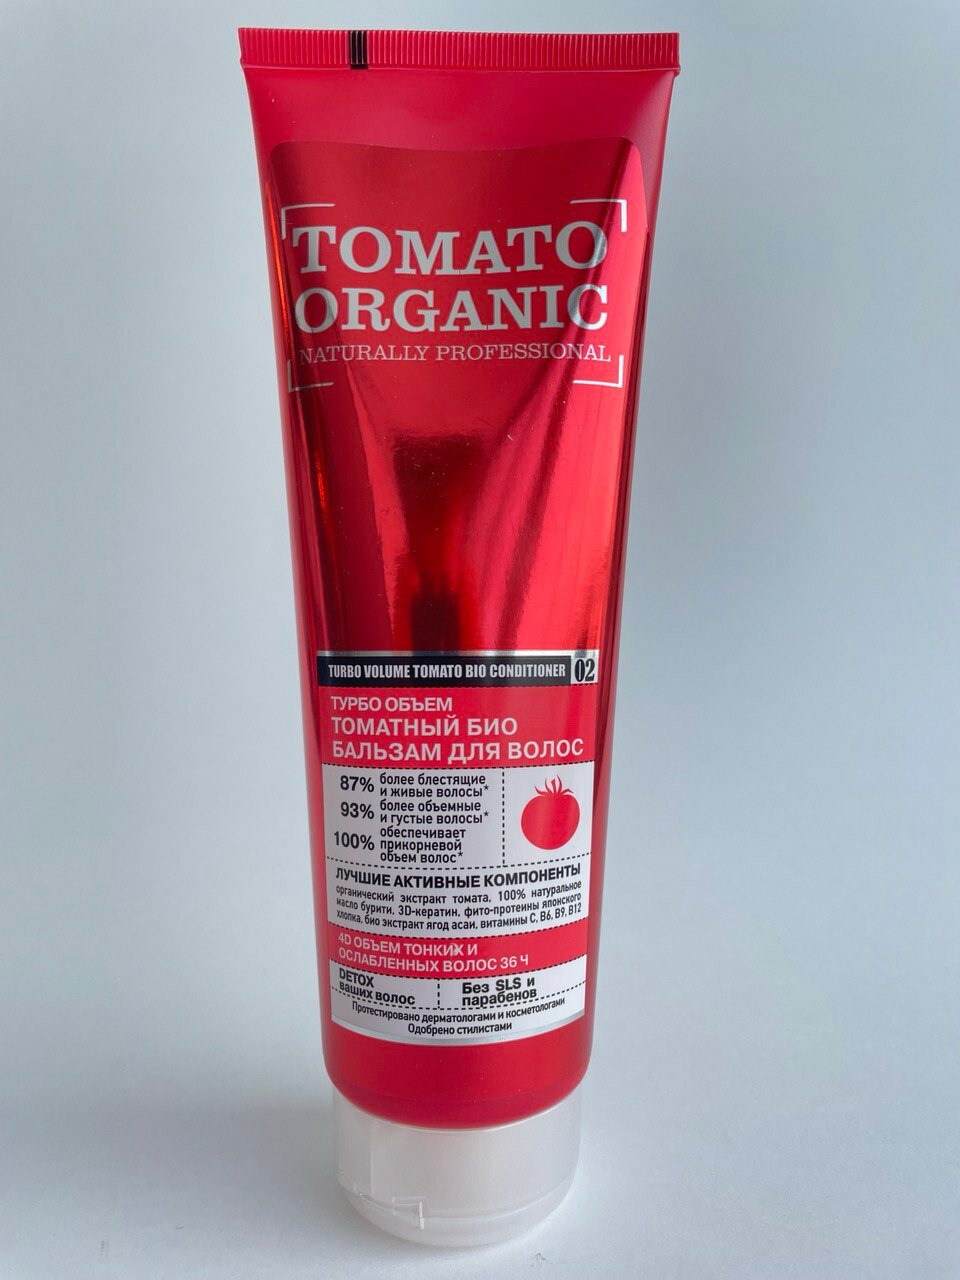 TOMATO
ORGANIC
NATURALLY PROFESSIONAL
TURBO VOLUME TOMATO BIO CONDITIONER 02
ТУРБО ОБЪЕМ
ТОМАТНЫЙ БИО
БАЛЬЗАМ ДЛЯ ВОЛОС
87% более блестящие
и живые волосы*
93% более объемные
и густые волосы*
100% обеспечивает
прикорневой
объем волос*
ЛУЧШИЕ АКТИВНЫЕ КОМПОНЕНТЫ
органический экстракт томата, 100% натуральное
масло бурити, 3D-кератин, фито-протеины японского
хлопка, био экстракт ягод асаи, витамины C, B6, B9, B12
4D ОБЪЕМ ТОНКИХ И
ОСЛАБЛЕННЫХ ВОЛОС 36 Ч
DETOX
ваших волос
Без SLS и
парабенов
Протестировано дерматологами и косметологами
Одобрено стилистами